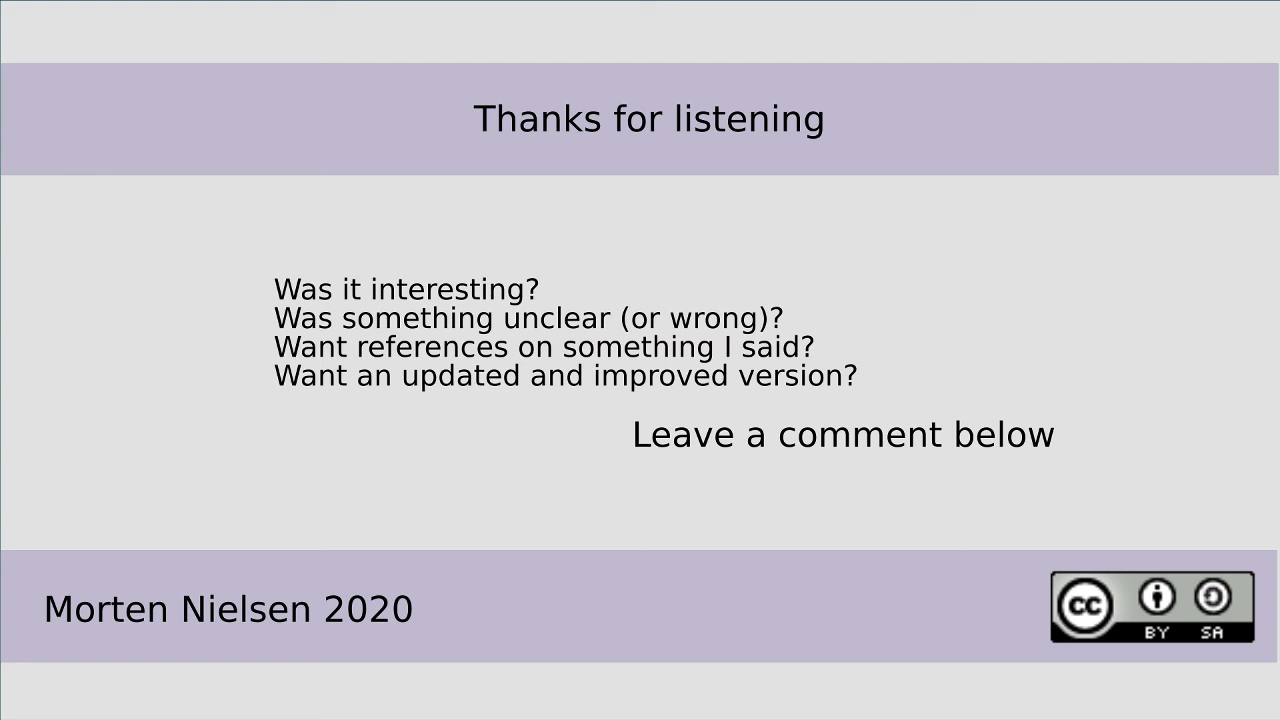 Thanks for listening
Was it interesting?
Was something unclear (or wrong)?
Want references on something I said?
Want an updated and improved version?
Leave a comment below
Morten Nielsen 2020
cc
BY SA